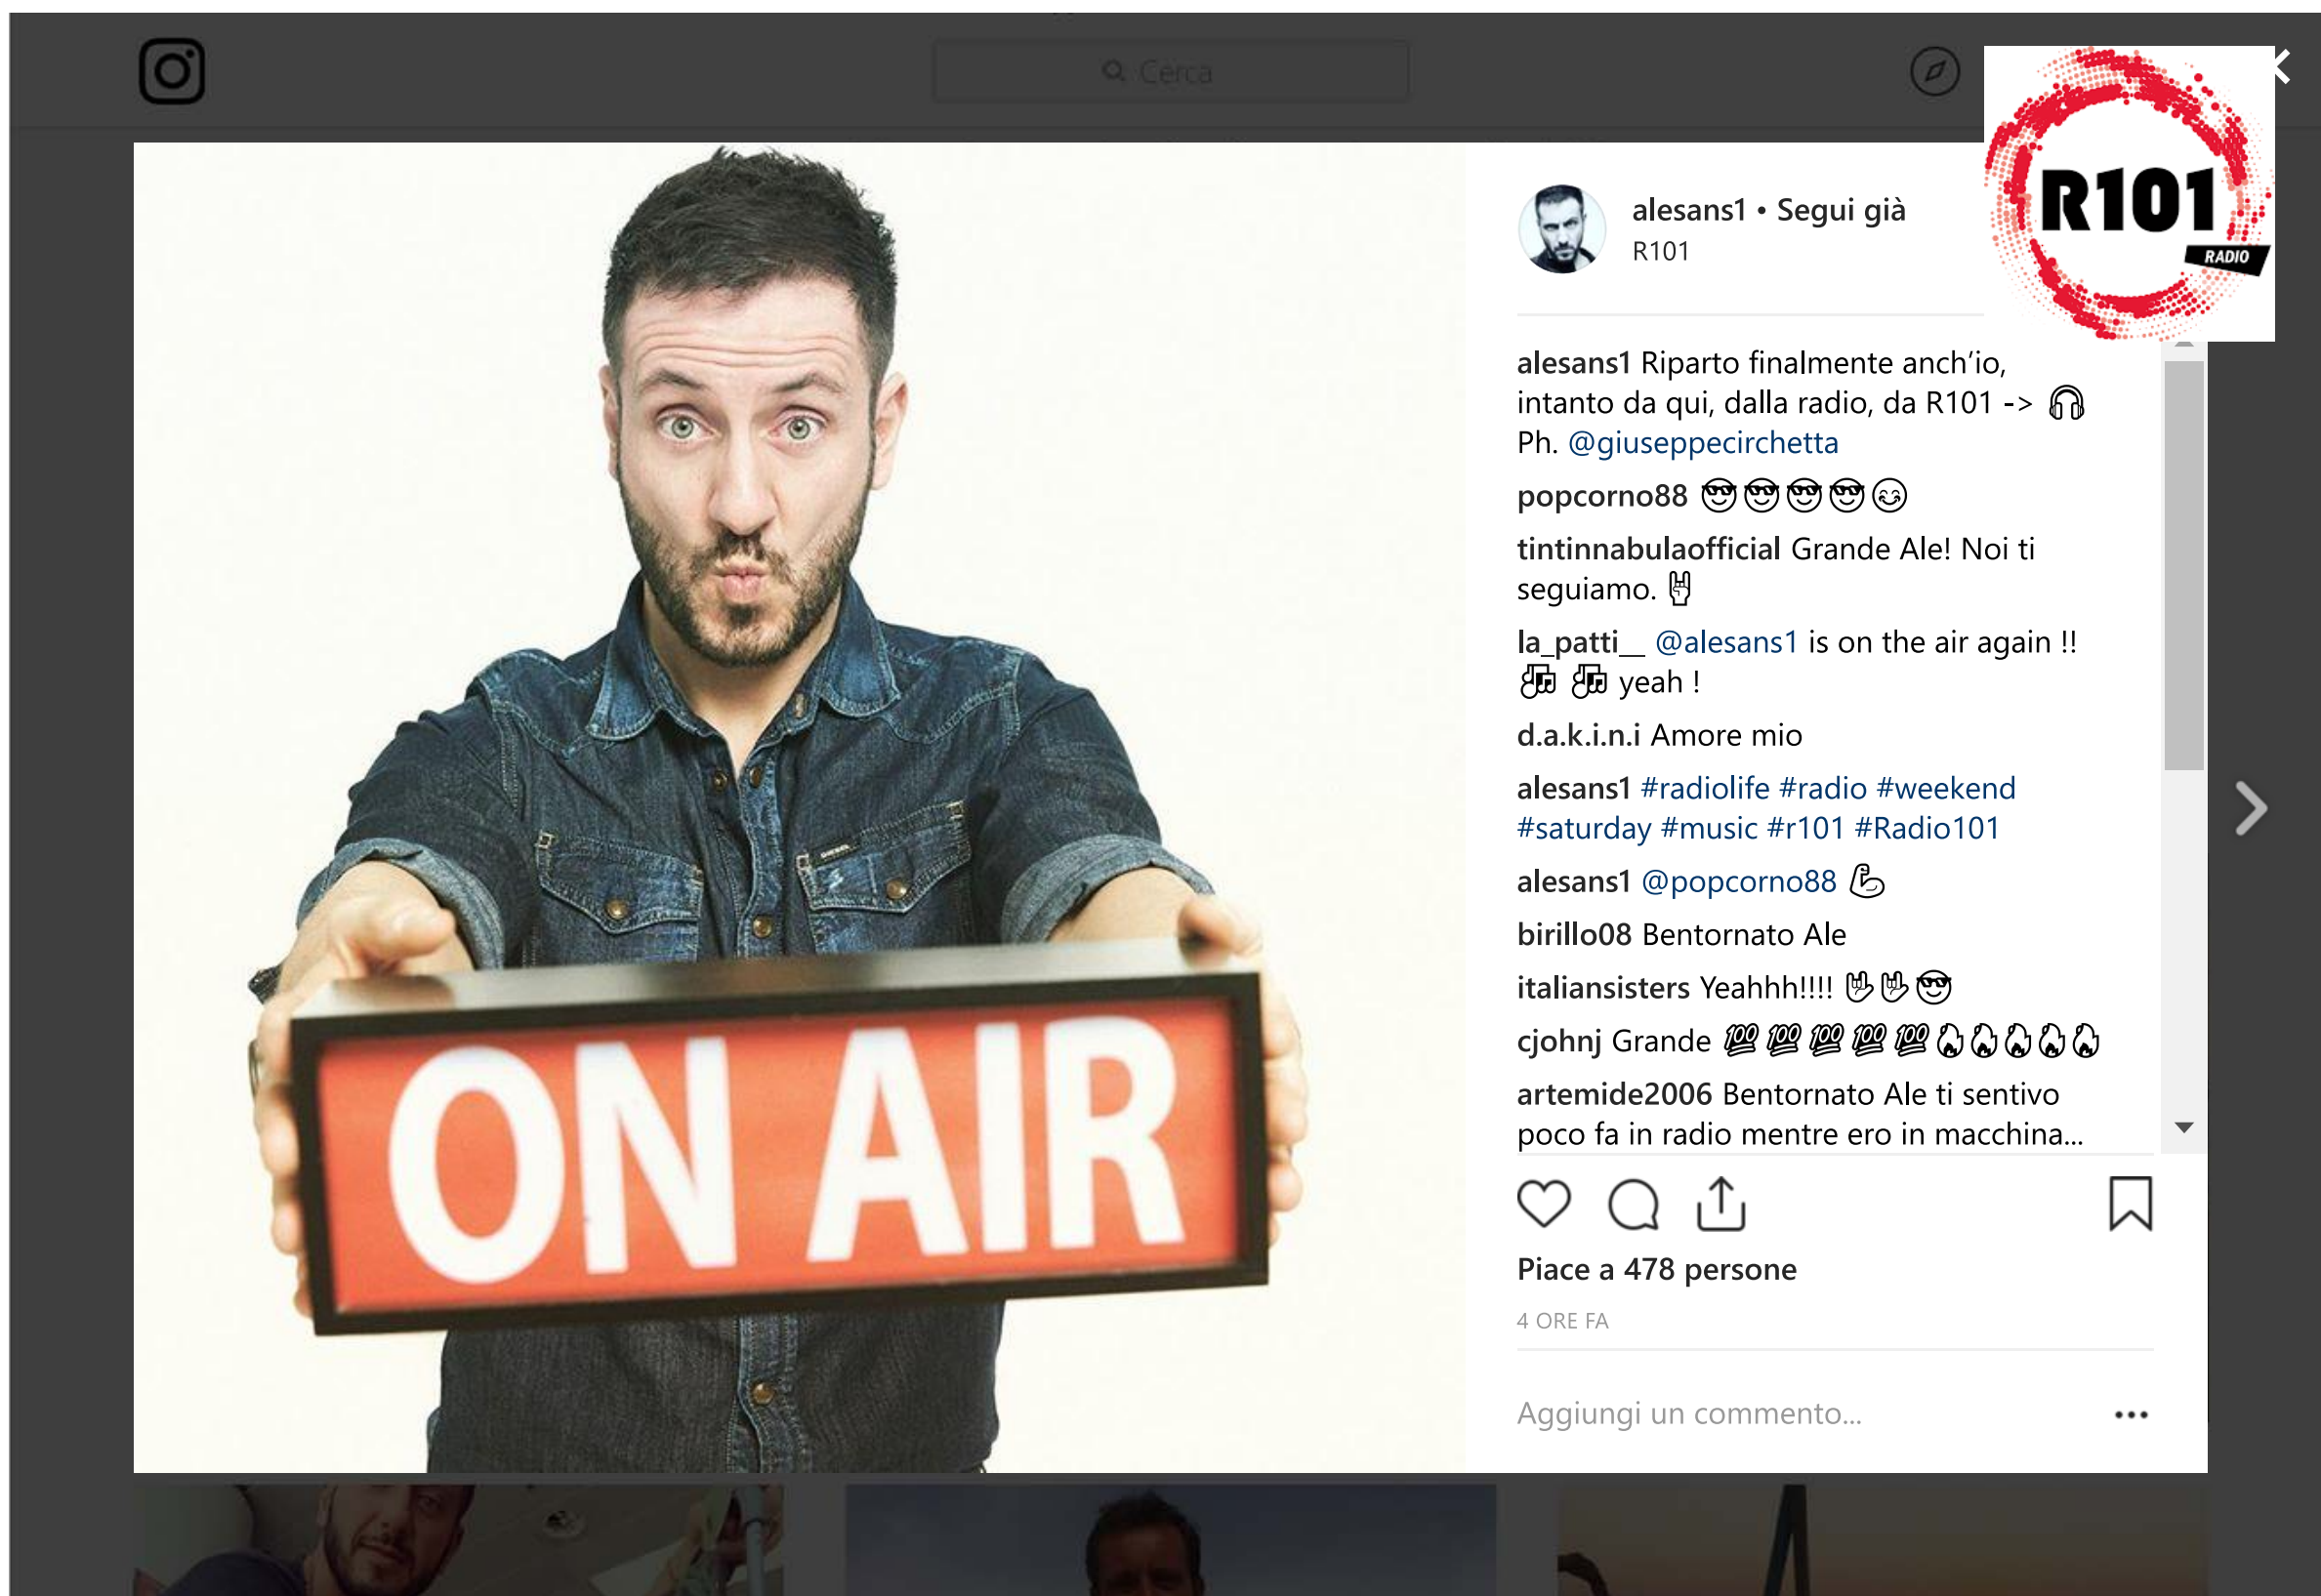 Cerca
R101
RADIO
alesans1 • Segui già
R101
alesans1 Riparto finalmente anch’io,
intanto da qui, dalla radio, da R101 -> 🎧
Ph. @giuseppecirchetta
popcorno88 😎😎😎😎😊
tintinnabulaofficial Grande Ale! Noi ti
seguiamo. 🤘
la_patti__ @alesans1 is on the air again !!
🎶 🎶 yeah !
d.a.k.i.n.i Amore mio
alesans1 #radiolife #radio #weekend
#saturday #music #r101 #Radio101
alesans1 @popcorno88 💪
birillo08 Bentornato Ale
italiansisters Yeahhh!!!! 🤟🤟😎
cjohnj Grande 💯 💯 💯 💯 💯 🔥🔥🔥🔥🔥
artemide2006 Bentornato Ale ti sentivo
poco fa in radio mentre ero in macchina...
Piace a 478 persone
4 ORE FA
Aggiungi un commento...
DIESEL
ON AIR